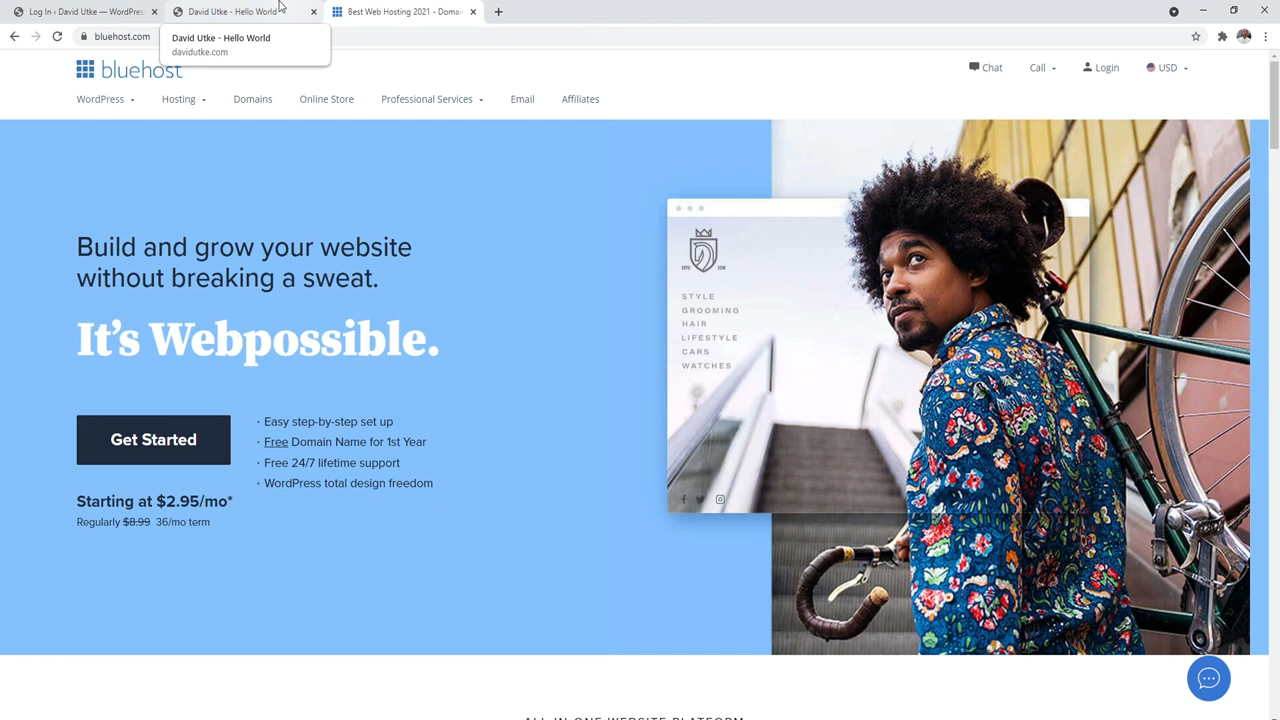 Log In ‹ David Utke — WordPres
David Utke - Hello World
Best Web Hosting 2021 - Domai
bluehost.com
David Utke - Hello World
davidutke.com
bluehost
Chat
Call
Login
USD
WordPress
Hosting
Domains
Online Store
Professional Services
Email
Affiliates
Build and grow your website
without breaking a sweat.
It's Webpossible.
Get Started
· Easy step-by-step set up
· Free Domain Name for 1st Year
· Free 24/7 lifetime support
· WordPress total design freedom
Starting at $2.95/mo*
Regularly $8.99 36/mo term
STYLE
GROOMING
HAIR
LIFESTYLE
CARS
WATCHES
ALL-IN-ONE WEBSITE PLATFORM